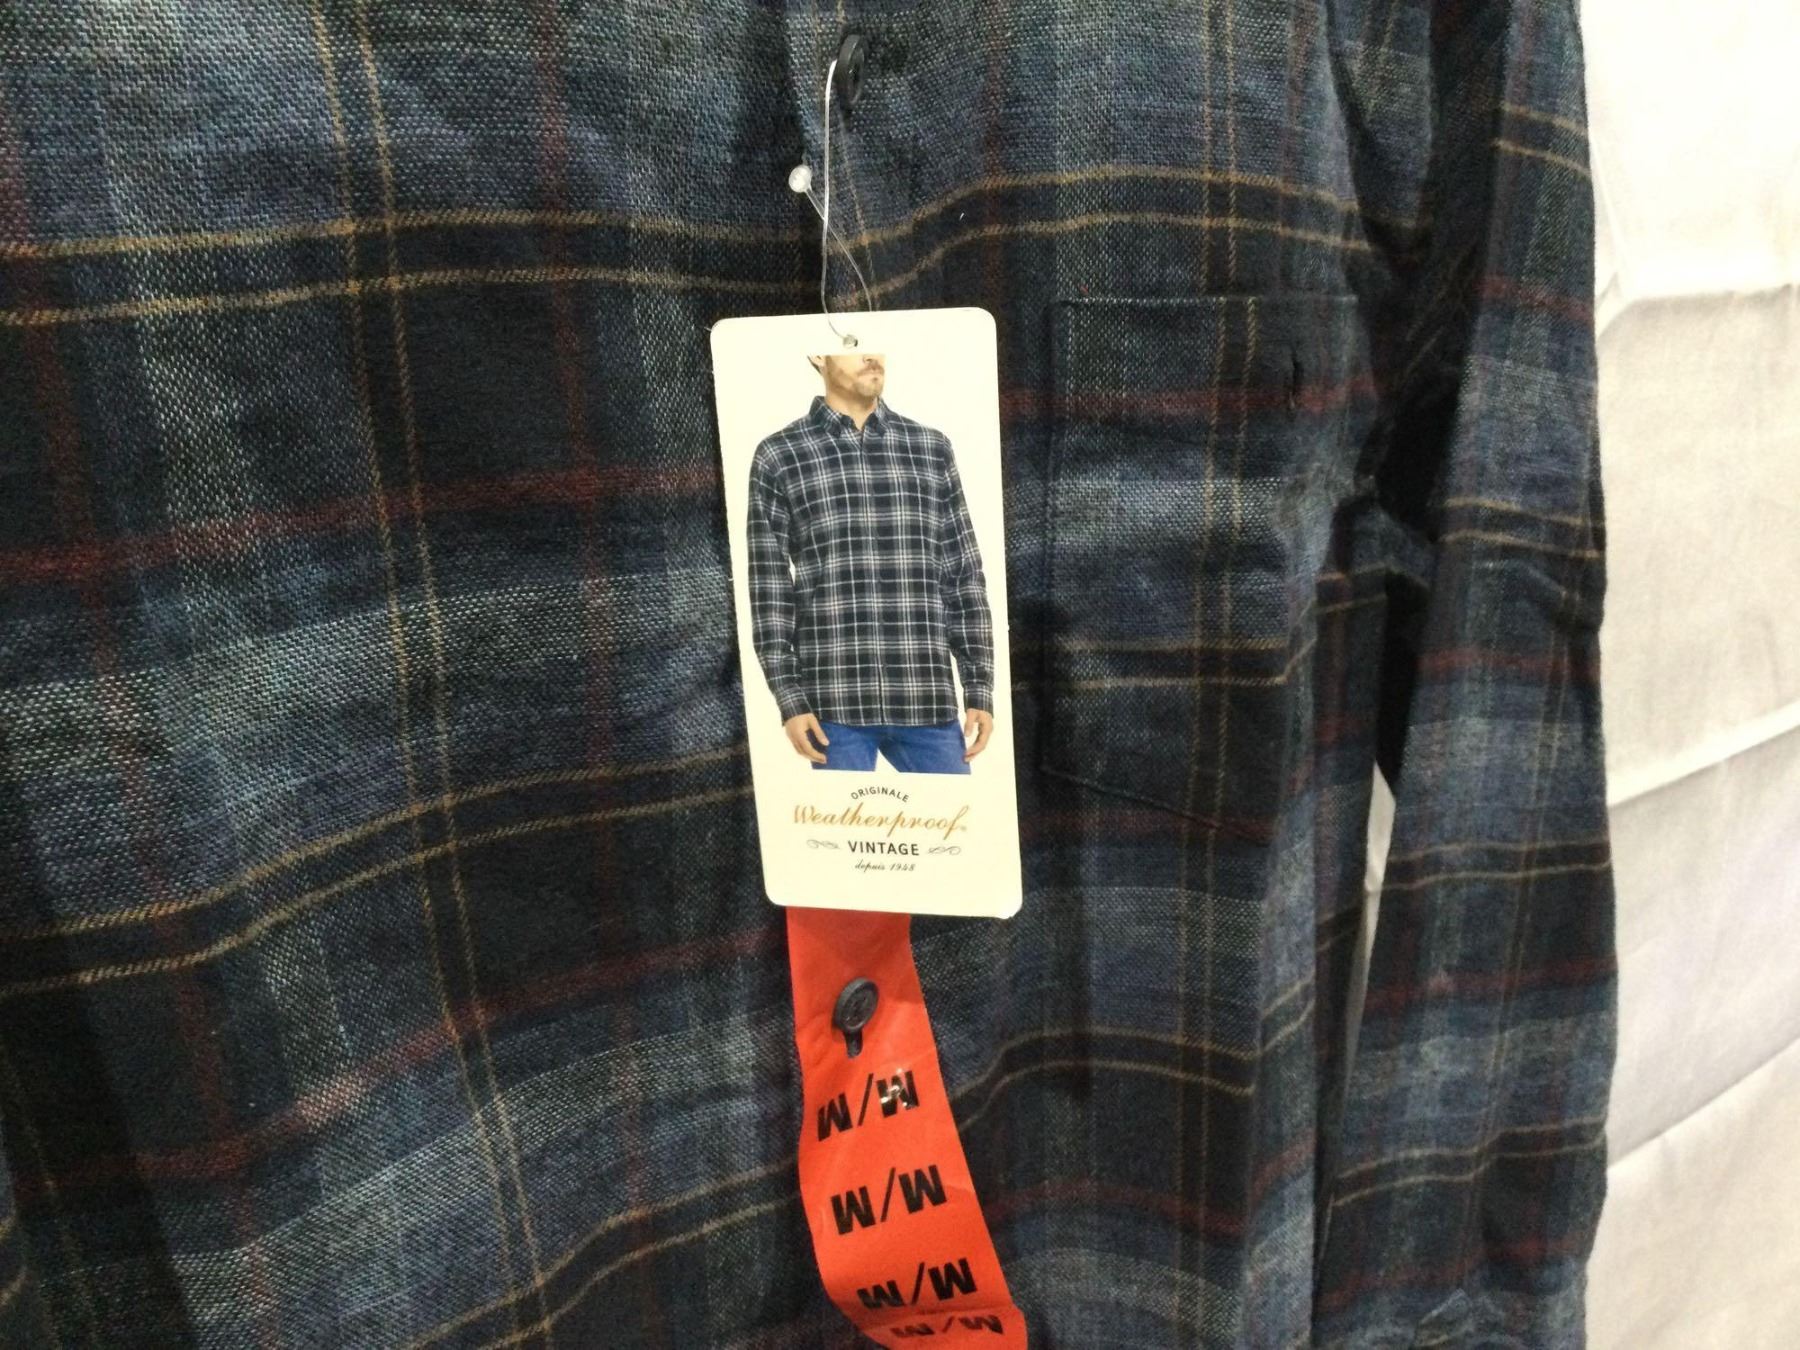 ORIGINALE
Weatherproof®
VINTAGE
depuis 1948
M/M
M/M
M/M
M/M